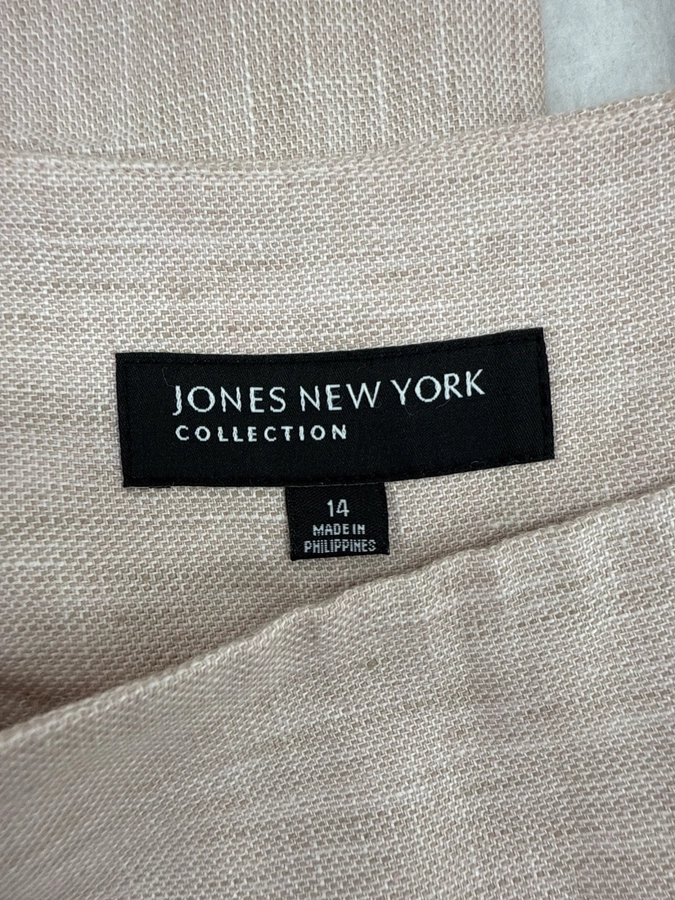 JONES NEW YORK
COLLECTION
14
MADE IN
PHILIPPINES